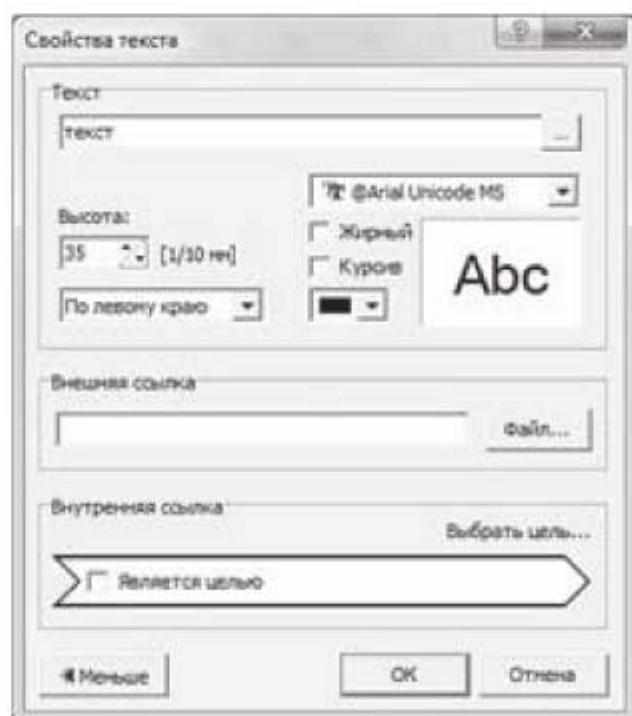 Свойства текста
Текст
текст
...
@Arial Unicode MS
Высота:
35 [1/10 мм]
Жирный
Курсив
По левому краю
Abc
Внешняя ссылка
Файл...
Внутренняя ссылка
Выбрать цель...
Является целью
Меньше
OK
Отмена